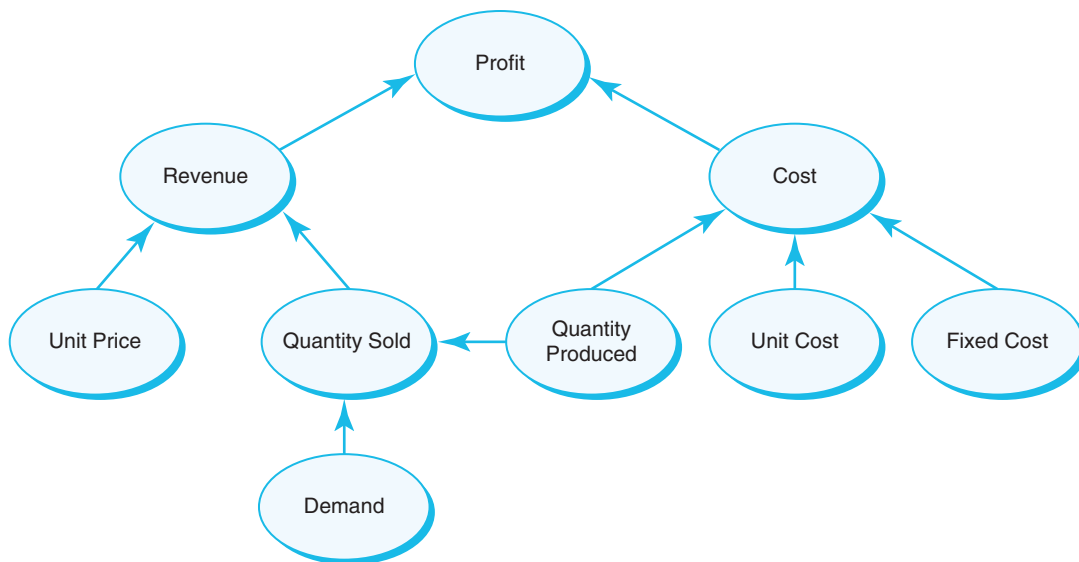 Profit
Revenue
Cost
Unit Price
Quantity Sold
Quantity
Produced
Unit Cost
Fixed Cost
Demand